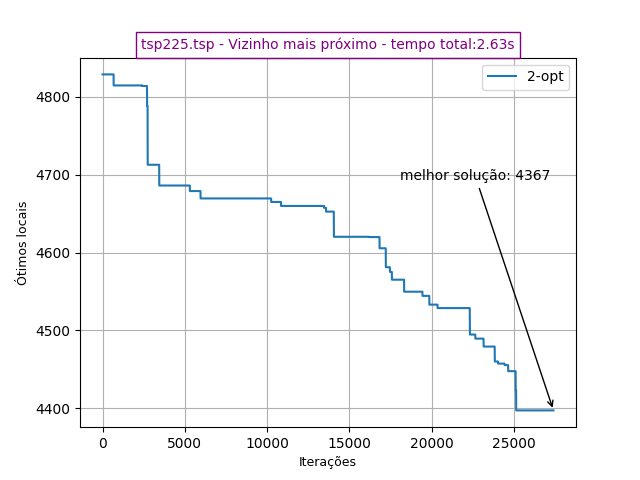 tsp225.tsp - Vizinho mais próximo - tempo total:2.63s
2-opt
melhor solução: 4367
Ótimos locais
4800
4700
4600
4500
4400
0 5000 10000 15000 20000 25000
Iterações